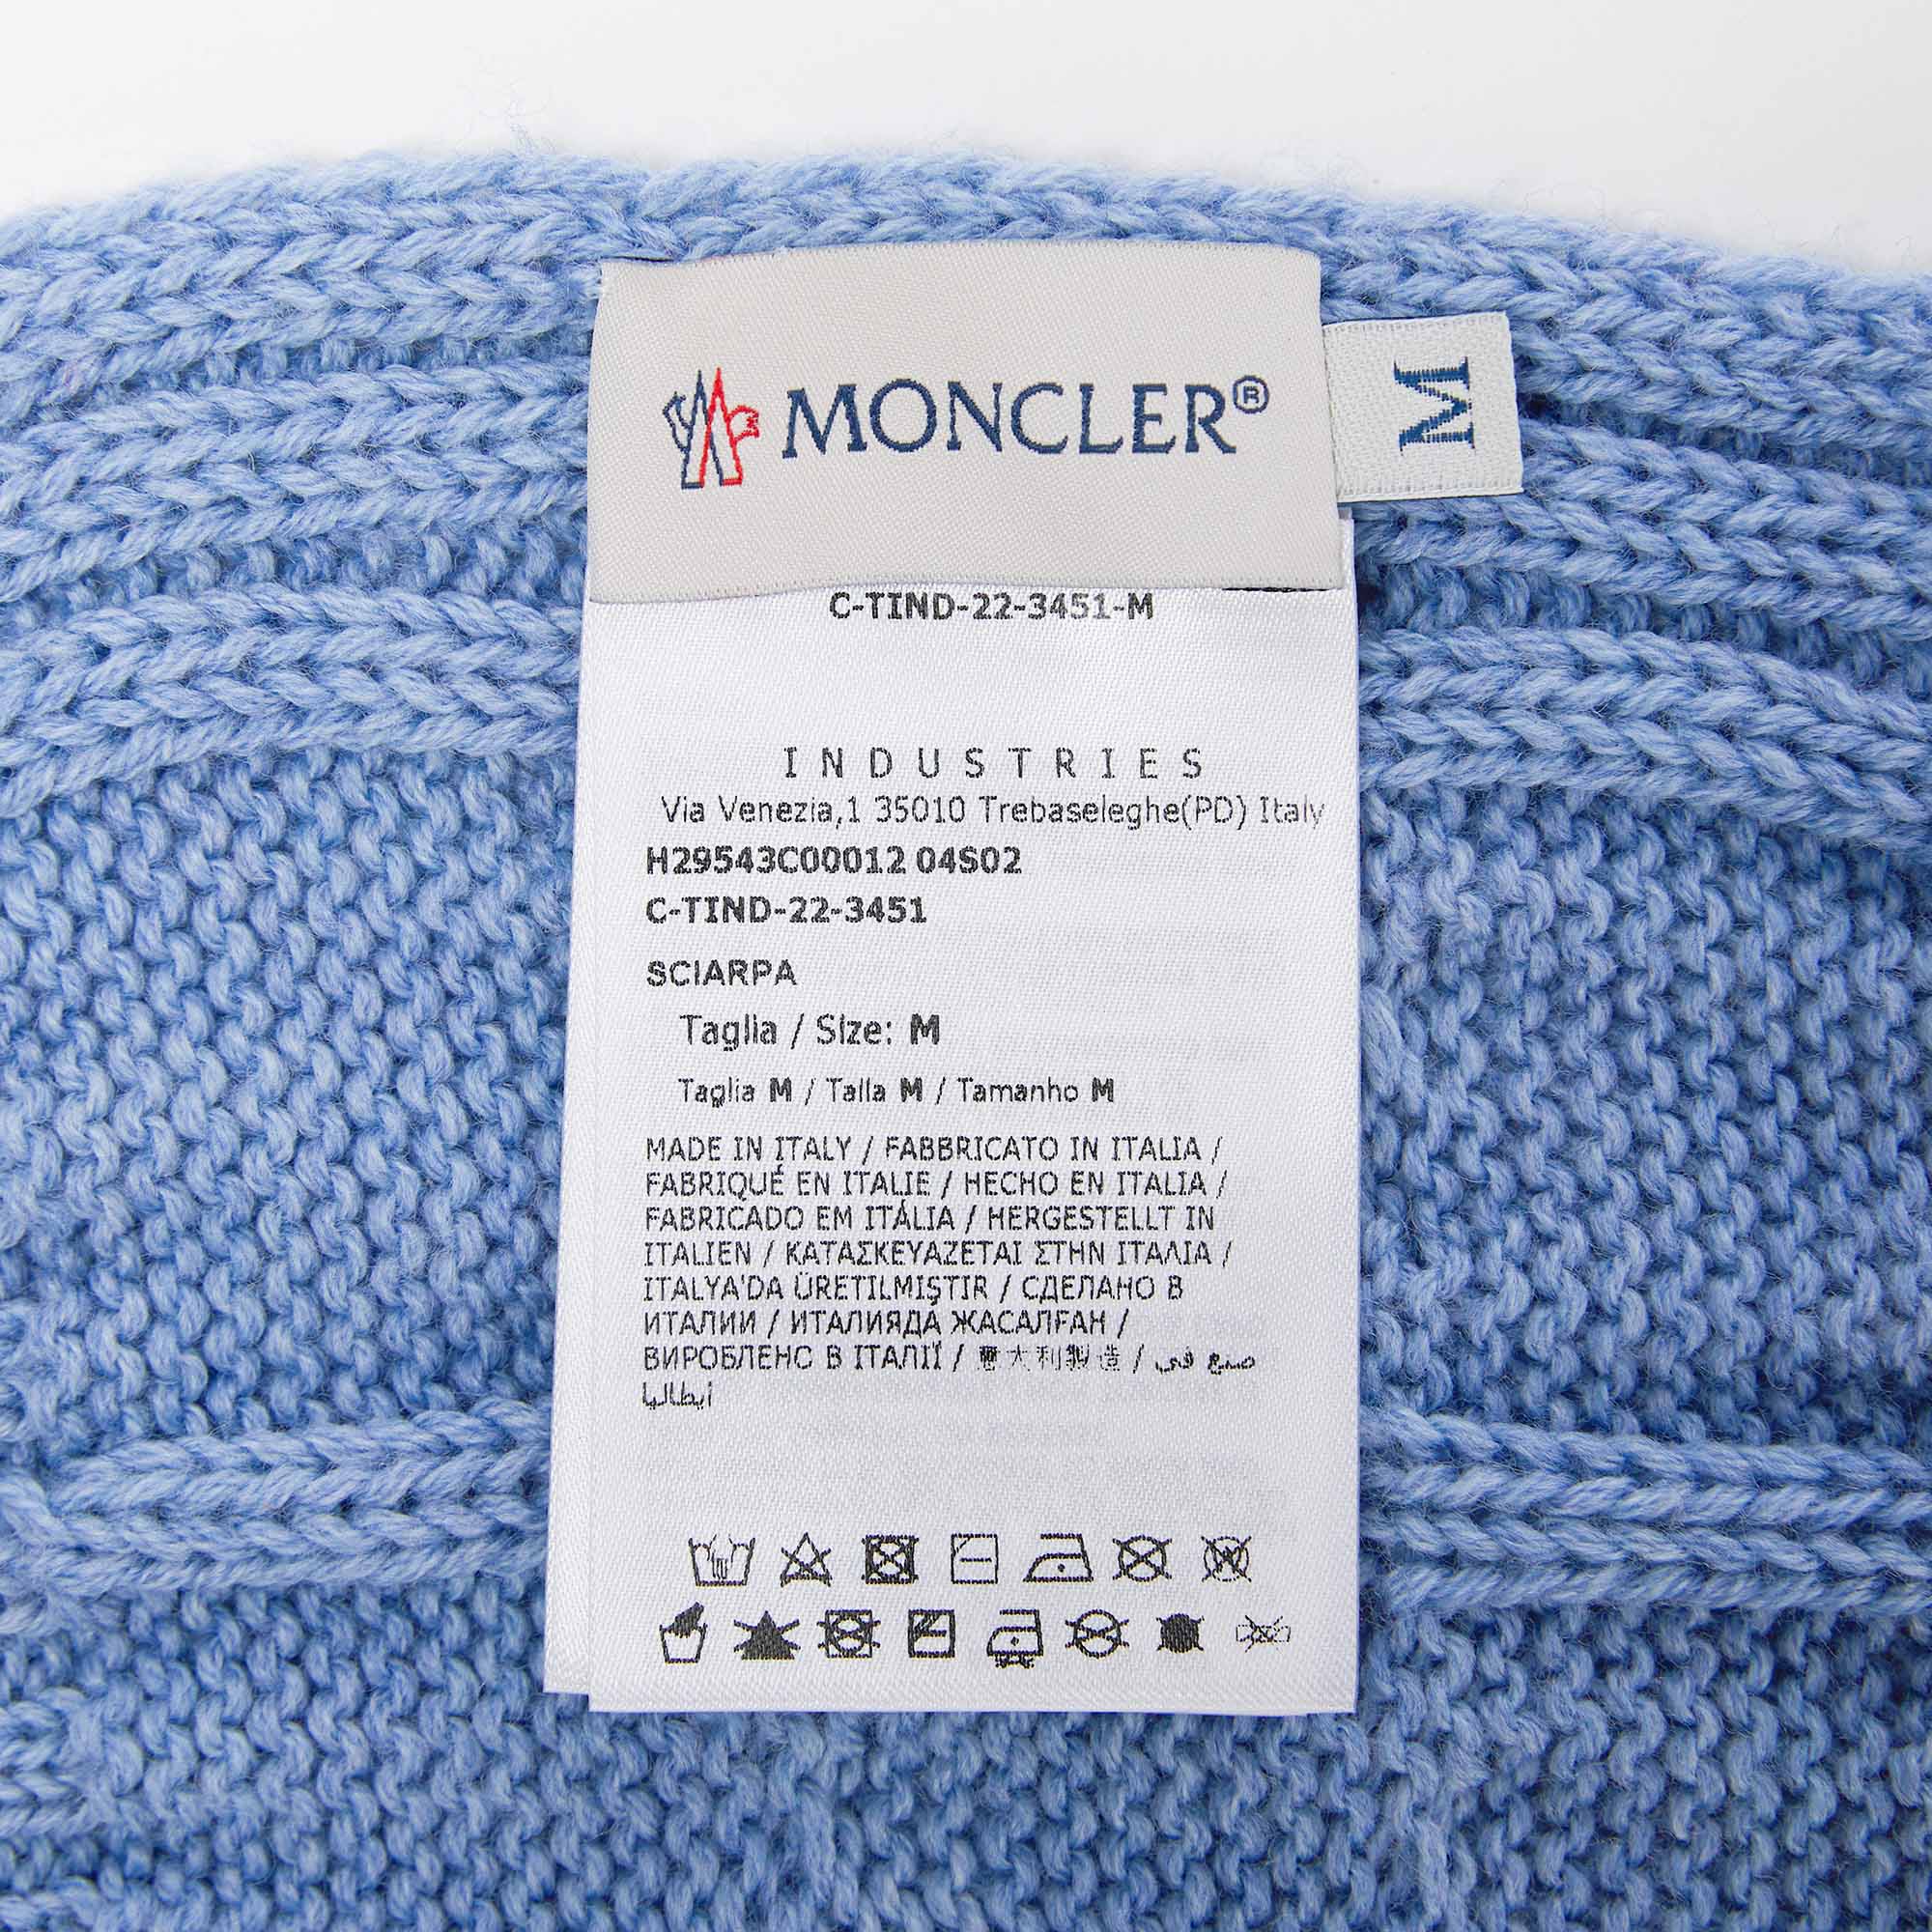 MONCLER®
M
C-TIND-22-3451-M
INDUSTRIES
Via Venezia,1 35010 Trebaseleghe(PD) Italy
H29543C00012 04S02
C-TIND-22-3451
SCIARPA
Taglia / Size: M
Taglia M / Talla M / Tamanho M
MADE IN ITALY / FABBRICATO IN ITALIA /
FABRIQUÉ EN ITALIE / HECHO EN ITALIA /
FABRICADO EM ITÁLIA / HERGESTELLT IN
ITALIEN / ΚΑΤΑΣΚΕΥΑΖΕΤΑΙ ΣΤΗΝ ΙΤΑΛΙΑ /
ITALYA'DA ÜRETILMIŞTIR / СДЕЛАНО В
ИТАЛИИ / ИТАЛИЯДА ЖАСАЛҒАН /
ВИРОБЛЕНО В ІТАЛІЇ / 意大利製造 / صنع في
أيطاليا